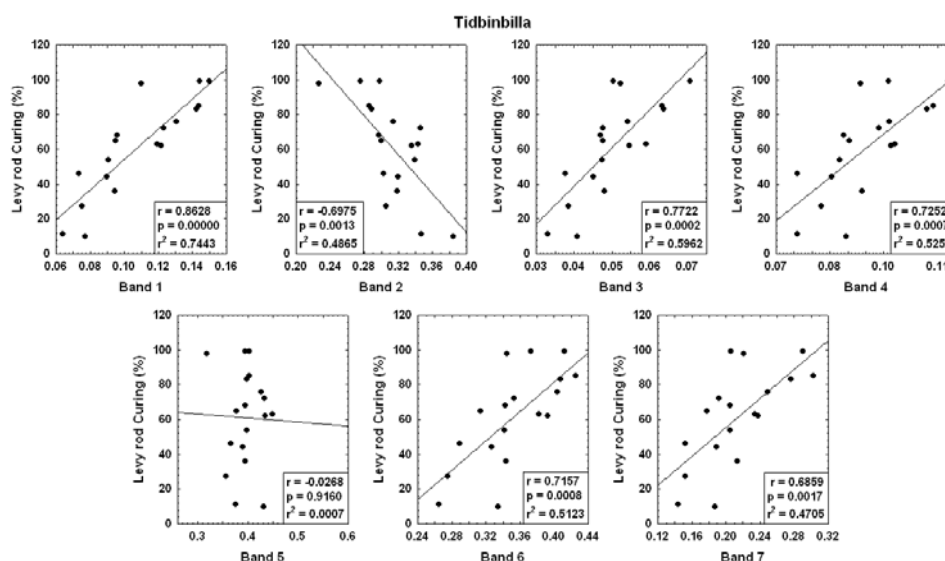 Tidbinbilla
Levy rod Curing (%)
120
100
80
60
40
20
0
r = 0.8628
p = 0.00000
r² = 0.7443
0.06 0.08 0.10 0.12 0.14 0.16
Band 1
Levy rod Curing (%)
120
100
80
60
40
20
0
r = -0.6975
p = 0.0013
r² = 0.4865
0.20 0.24 0.28 0.32 0.36 0.40
Band 2
Levy rod Curing (%)
120
100
80
60
40
20
0
r = 0.7722
p = 0.0002
r² = 0.5962
0.03 0.04 0.05 0.06 0.07
Band 3
Levy rod Curing (%)
120
100
80
60
40
20
0
r = 0.7252
p = 0.0007
r² = 0.525
0.07 0.08 0.10 0.11
Band 4
Levy rod Curing (%)
120
100
80
60
40
20
0
r = -0.0268
p = 0.9160
r² = 0.0007
0.3 0.4 0.5 0.6
Band 5
Levy rod Curing (%)
120
100
80
60
40
20
0
r = 0.7157
p = 0.0008
r² = 0.5123
0.24 0.28 0.32 0.36 0.40 0.44
Band 6
Levy rod Curing (%)
120
100
80
60
40
20
0
r = 0.6859
p = 0.0017
r² = 0.4705
0.12 0.16 0.20 0.24 0.28 0.32
Band 7